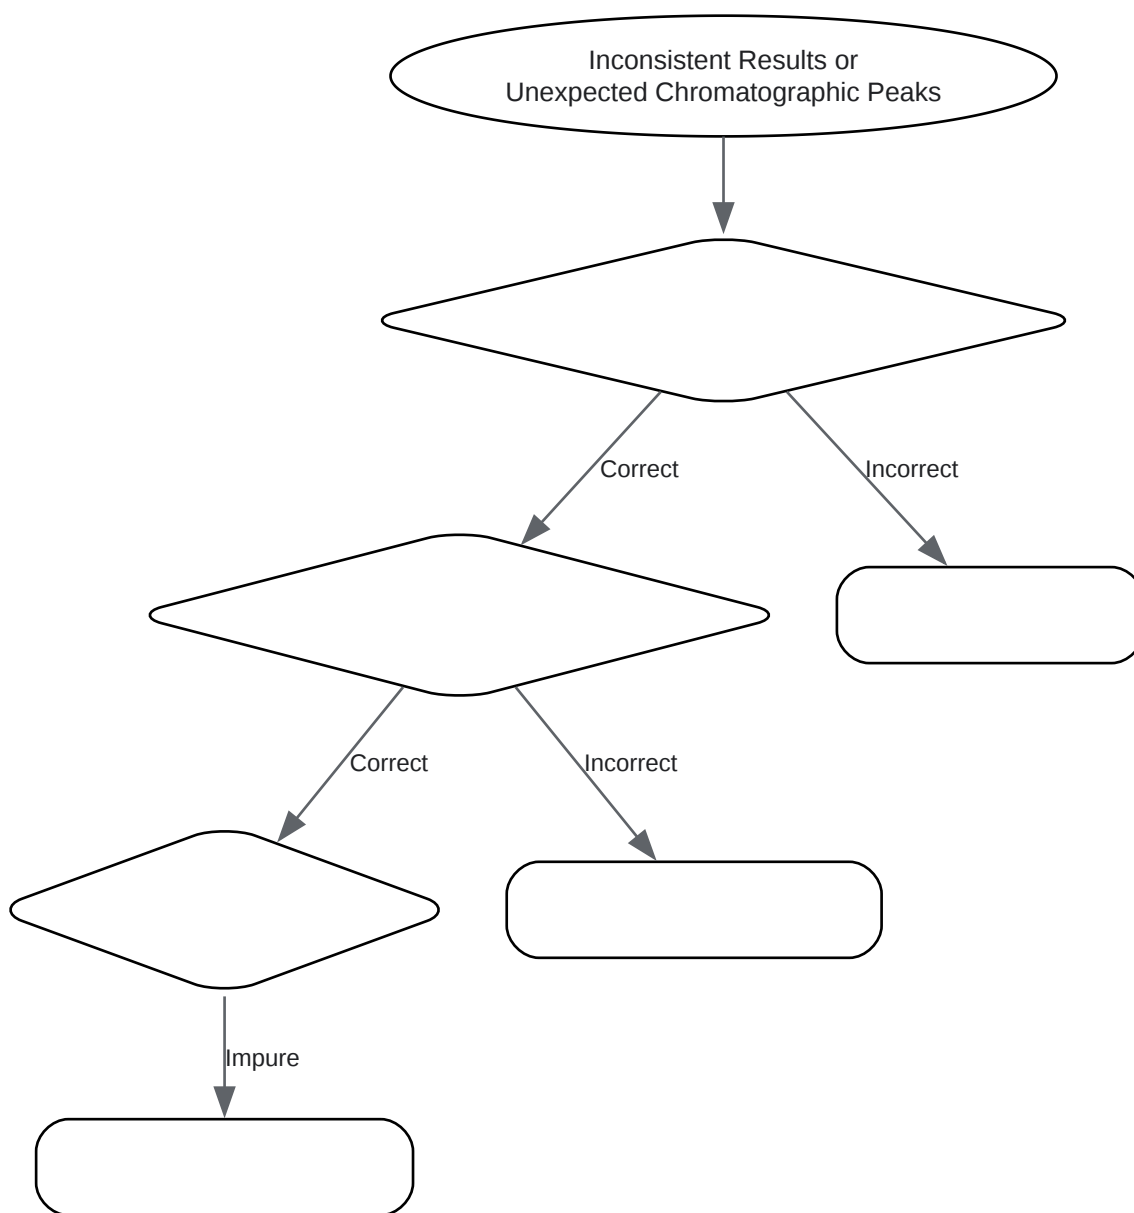 Inconsistent Results or
Unexpected Chromatographic Peaks
Correct
Incorrect
Correct
Incorrect
Impure